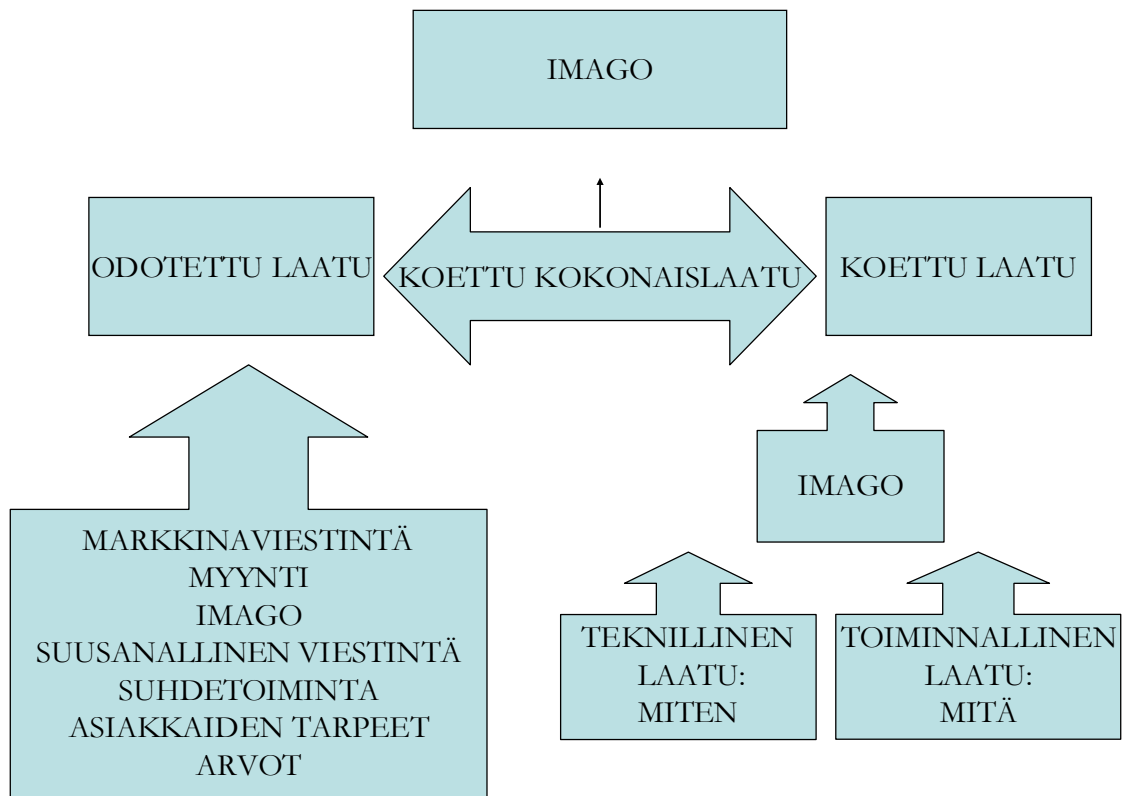 IMAGO
ODOTETTU LAATU
KOETTU KOKONAISLAATU
KOETTU LAATU
IMAGO
MARKKINAVIESTINTÄ
MYYNTI
IMAGO
SUUSANALLINEN VIESTINTÄ
SUHDETOIMINTA
ASIAKKAIDEN TARPEET
ARVOT
TEKNILLINEN
LAATU:
MITEN
TOIMINNALLINEN
LAATU:
MITÄ